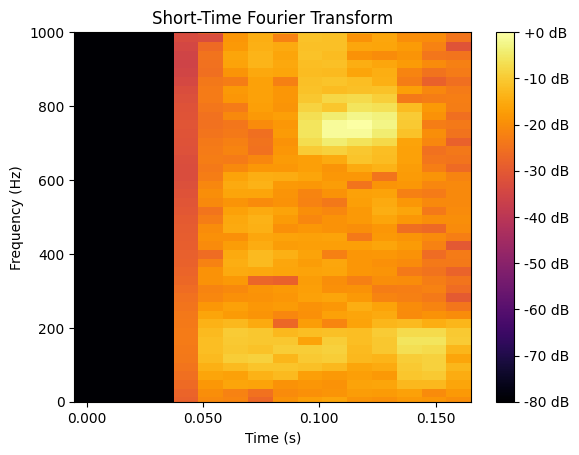 Short-Time Fourier Transform
1000
800
600
400
200
0
Frequency (Hz)
0.000
0.050
0.100
0.150
Time (s)
+0 dB
-10 dB
-20 dB
-30 dB
-40 dB
-50 dB
-60 dB
-70 dB
-80 dB